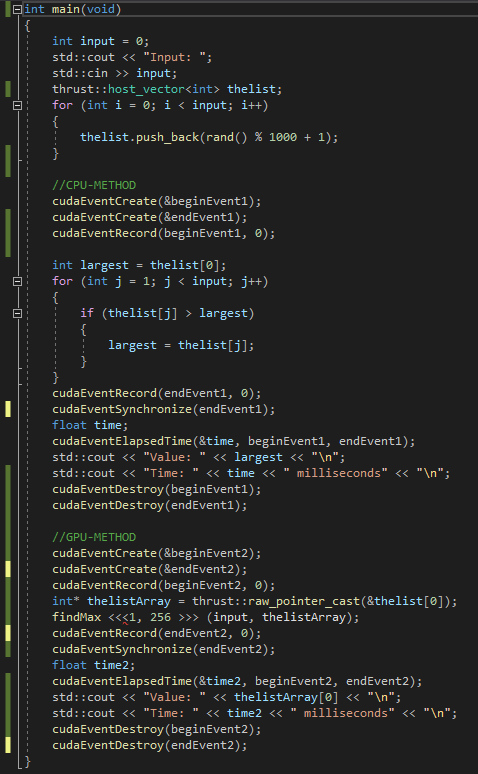 int main(void)
{
    int input = 0;
    std::cout << "Input: ";
    std::cin >> input;
    thrust::host_vector<int> thelist;
    for (int i = 0; i < input; i++)
    {
        thelist.push_back(rand() % 1000 + 1);
    }

    //CPU-METHOD
    cudaEventCreate(&beginEvent1);
    cudaEventCreate(&endEvent1);
    cudaEventRecord(beginEvent1, 0);

    int largest = thelist[0];
    for (int j = 1; j < input; j++)
    {
        if (thelist[j] > largest)
        {
            largest = thelist[j];
        }
    }
    cudaEventRecord(endEvent1, 0);
    cudaEventSynchronize(endEvent1);
    float time;
    cudaEventElapsedTime(&time, beginEvent1, endEvent1);
    std::cout << "Value: " << largest << "\n";
    std::cout << "Time: " << time << " milliseconds" << "\n";
    cudaEventDestroy(beginEvent1);
    cudaEventDestroy(endEvent1);

    //GPU-METHOD
    cudaEventCreate(&beginEvent2);
    cudaEventCreate(&endEvent2);
    cudaEventRecord(beginEvent2, 0);
    int* thelistArray = thrust::raw_pointer_cast(&thelist[0]);
    findMax <<<1, 256 >>> (input, thelistArray);
    cudaEventRecord(endEvent2, 0);
    cudaEventSynchronize(endEvent2);
    float time2;
    cudaEventElapsedTime(&time2, beginEvent2, endEvent2);
    std::cout << "Value: " << thelistArray[0] << "\n";
    std::cout << "Time: " << time2 << " milliseconds" << "\n";
    cudaEventDestroy(beginEvent2);
    cudaEventDestroy(endEvent2);
}